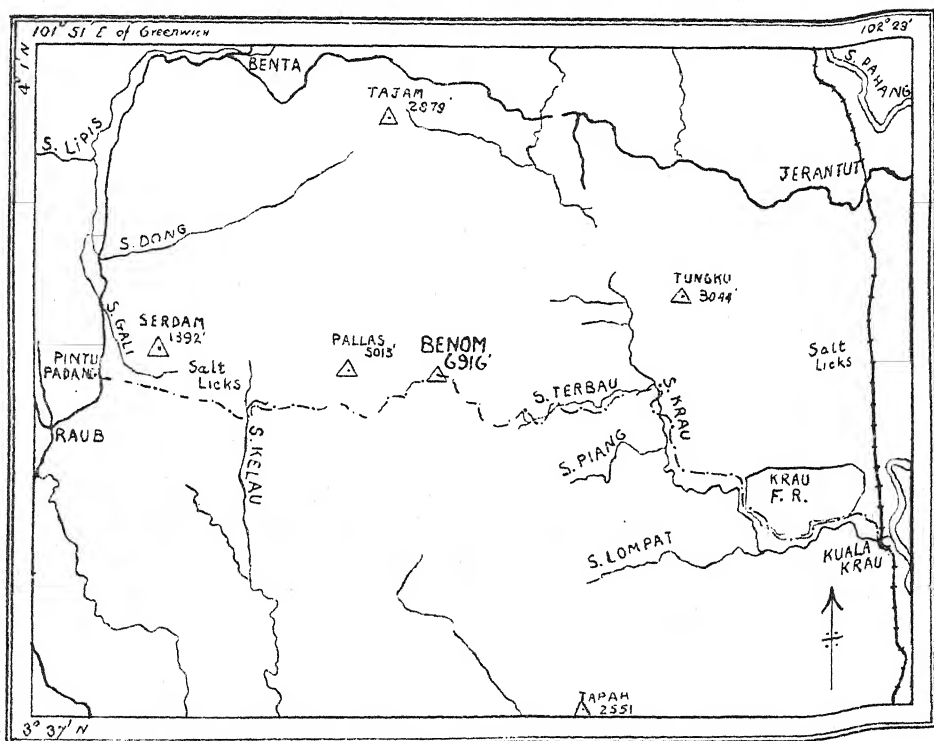 101° 51 E of Greenwich
102° 23'
4° 1 N
BENTA
S. PAHANG
TAJAM
2879'
S. LIPIS
JERANTUT
S. DONG
TUNGKU
3044'
S. GALI
SERDAM
1392'
PALLAS
5013'
BENOM
6916'
Salt
Licks
PINTU
PADANG
Salt
Licks
S. TERBAU
S. KRAU
RAUB
S. KELAU
S. PIANG
KRAU
F. R.
S. LOMPAT
KUALA
KRAU
TAPAH
2551
3° 37' N